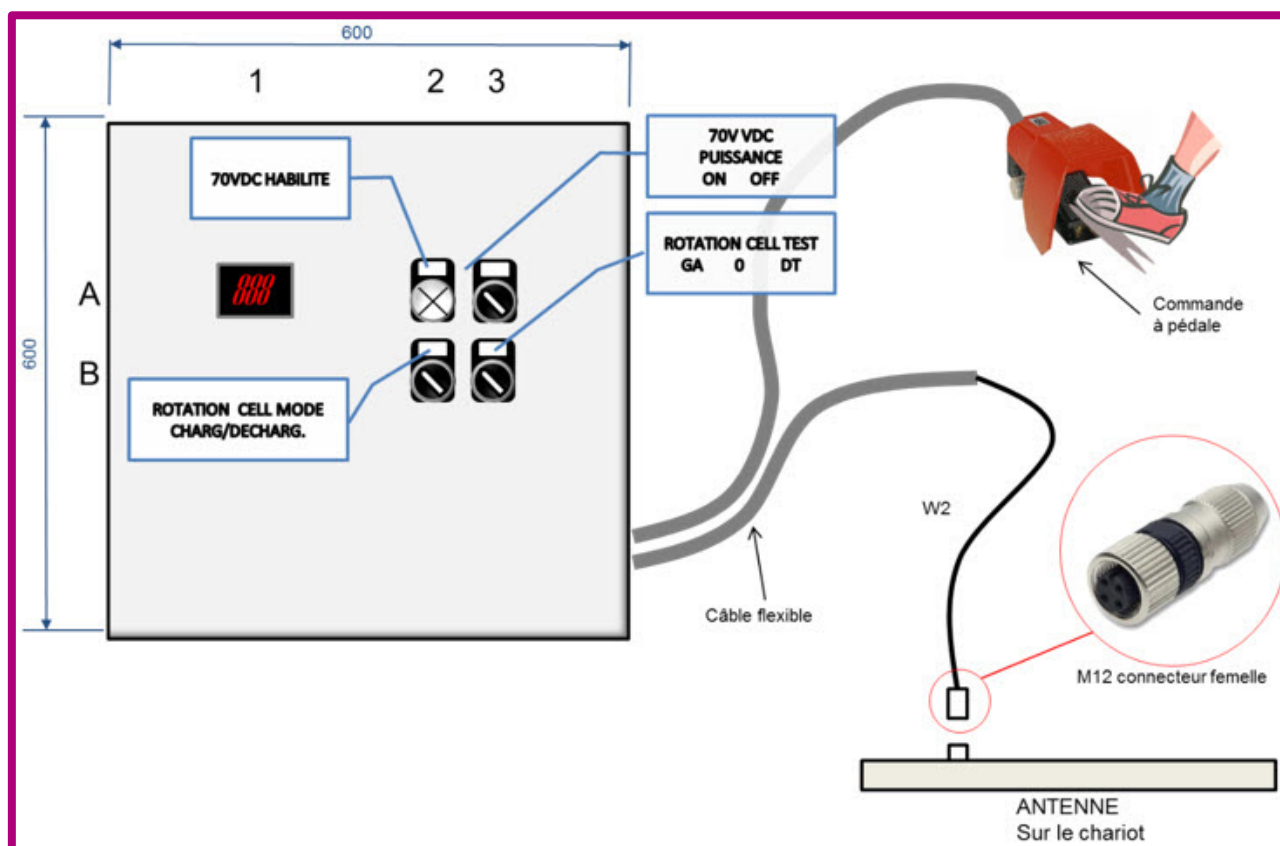 600
1
2
3
70V VDC
PUISSANCE
ON OFF
70VDC HABILITE
ROTATION CELL TEST
GA 0 DT
888
A
Commande
à pédale
600
B
ROTATION CELL MODE
CHARG/DECHARG.
W2
Câble flexible
M12 connecteur femelle
ANTENNE
Sur le chariot